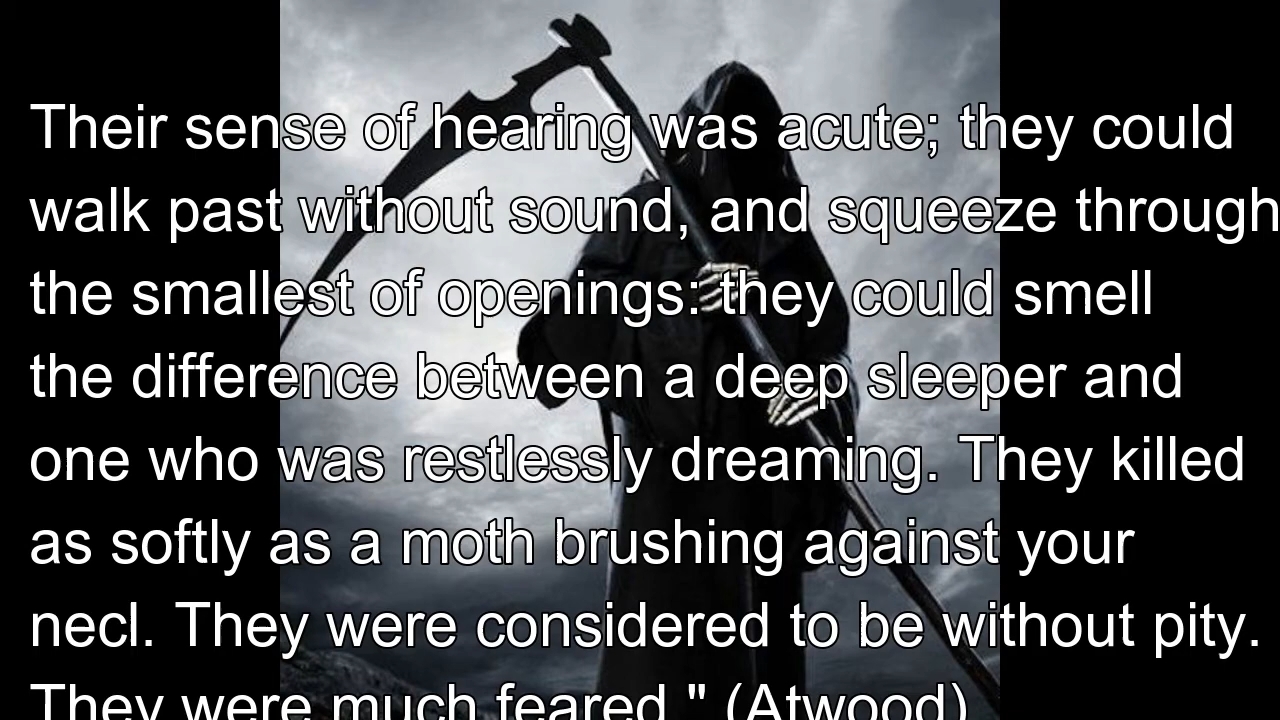 Their sense of hearing was acute; they could
walk past without sound, and squeeze through
the smallest of openings: they could smell
the difference between a deep sleeper and
one who was restlessly dreaming. They killed
as softly as a moth brushing against your
necl. They were considered to be without pity.
They were much feared." (Atwood)